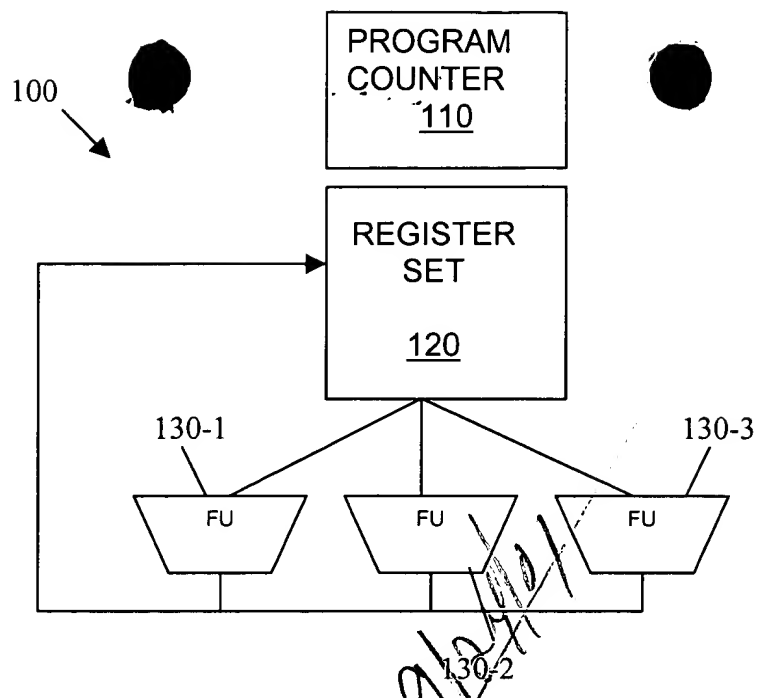 PROGRAM
COUNTER
110
100
REGISTER
SET
120
130-1
130-3
FU
FU
FU
130-2